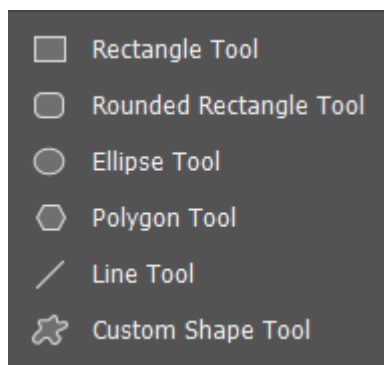 Rectangle Tool
Rounded Rectangle Tool
Ellipse Tool
Polygon Tool
Line Tool
Custom Shape Tool